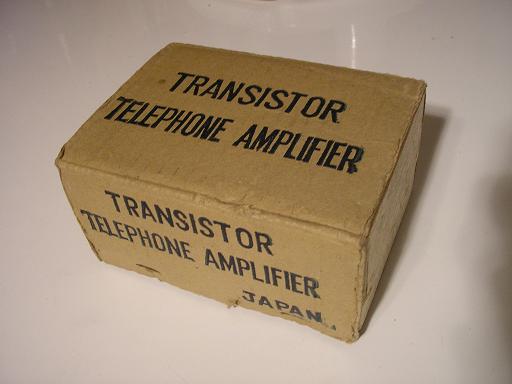 TRANSISTOR
TELEPHONE AMPLIFIER
TRANSISTOR
TELEPHONE AMPLIFIER
JAPAN